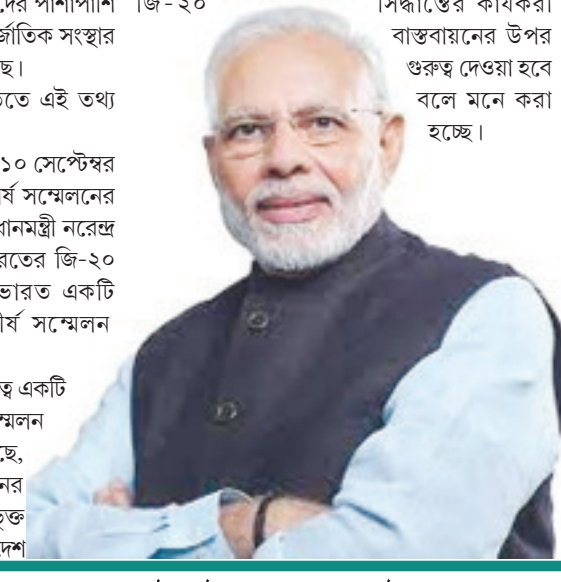 দের পাশাপাশি
র্জাতিক সংস্থার
ছে।
তে এই তথ্য
১০ সেপ্টেম্বর
র্ষ সম্মেলনের
ধানমন্ত্রী নরেন্দ্র
রতের জি-২০
ভারত একটি
র্ষ সম্মেলন
ত্ব একটি
ম্মেলন
ছে,
নের
ক্ত
দেশ
জি-২০
সিদ্ধান্তের কার্যকরী
বাস্তবায়নের উপর
গুরুত্ব দেওয়া হবে
বলে মনে করা
হচ্ছে।